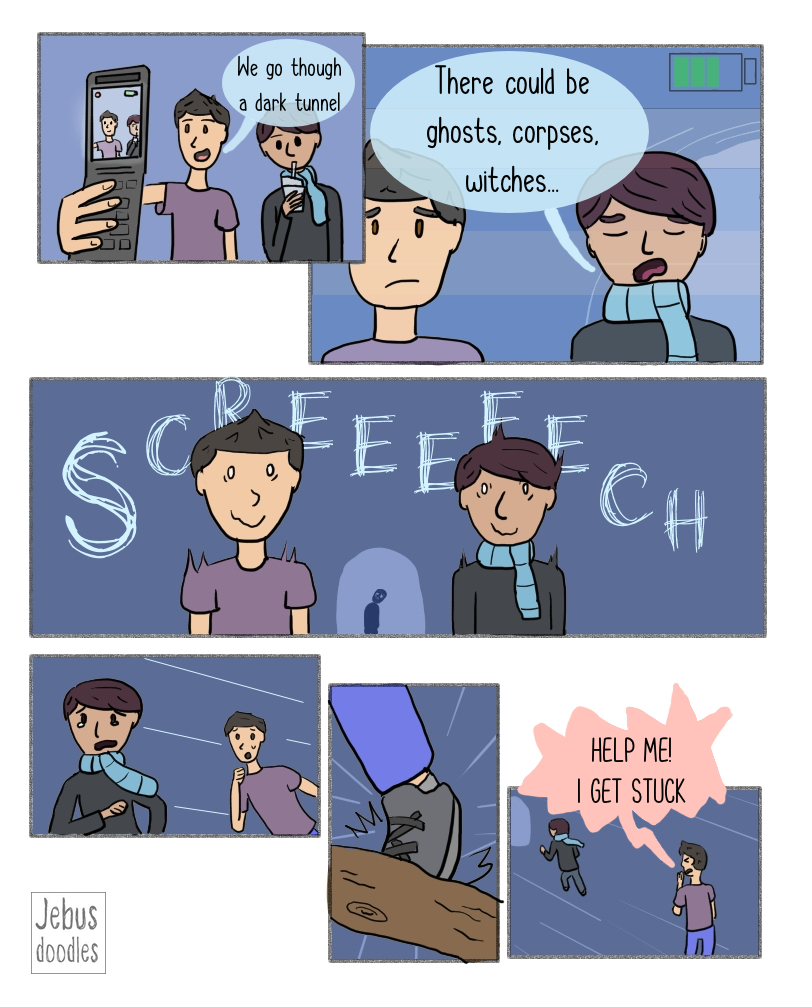 We go though
a dark tunnel
There could be
ghosts, corpses,
witches...
SCREEEEEECH
HELP ME!
I GET STUCK
Jebus
doodles